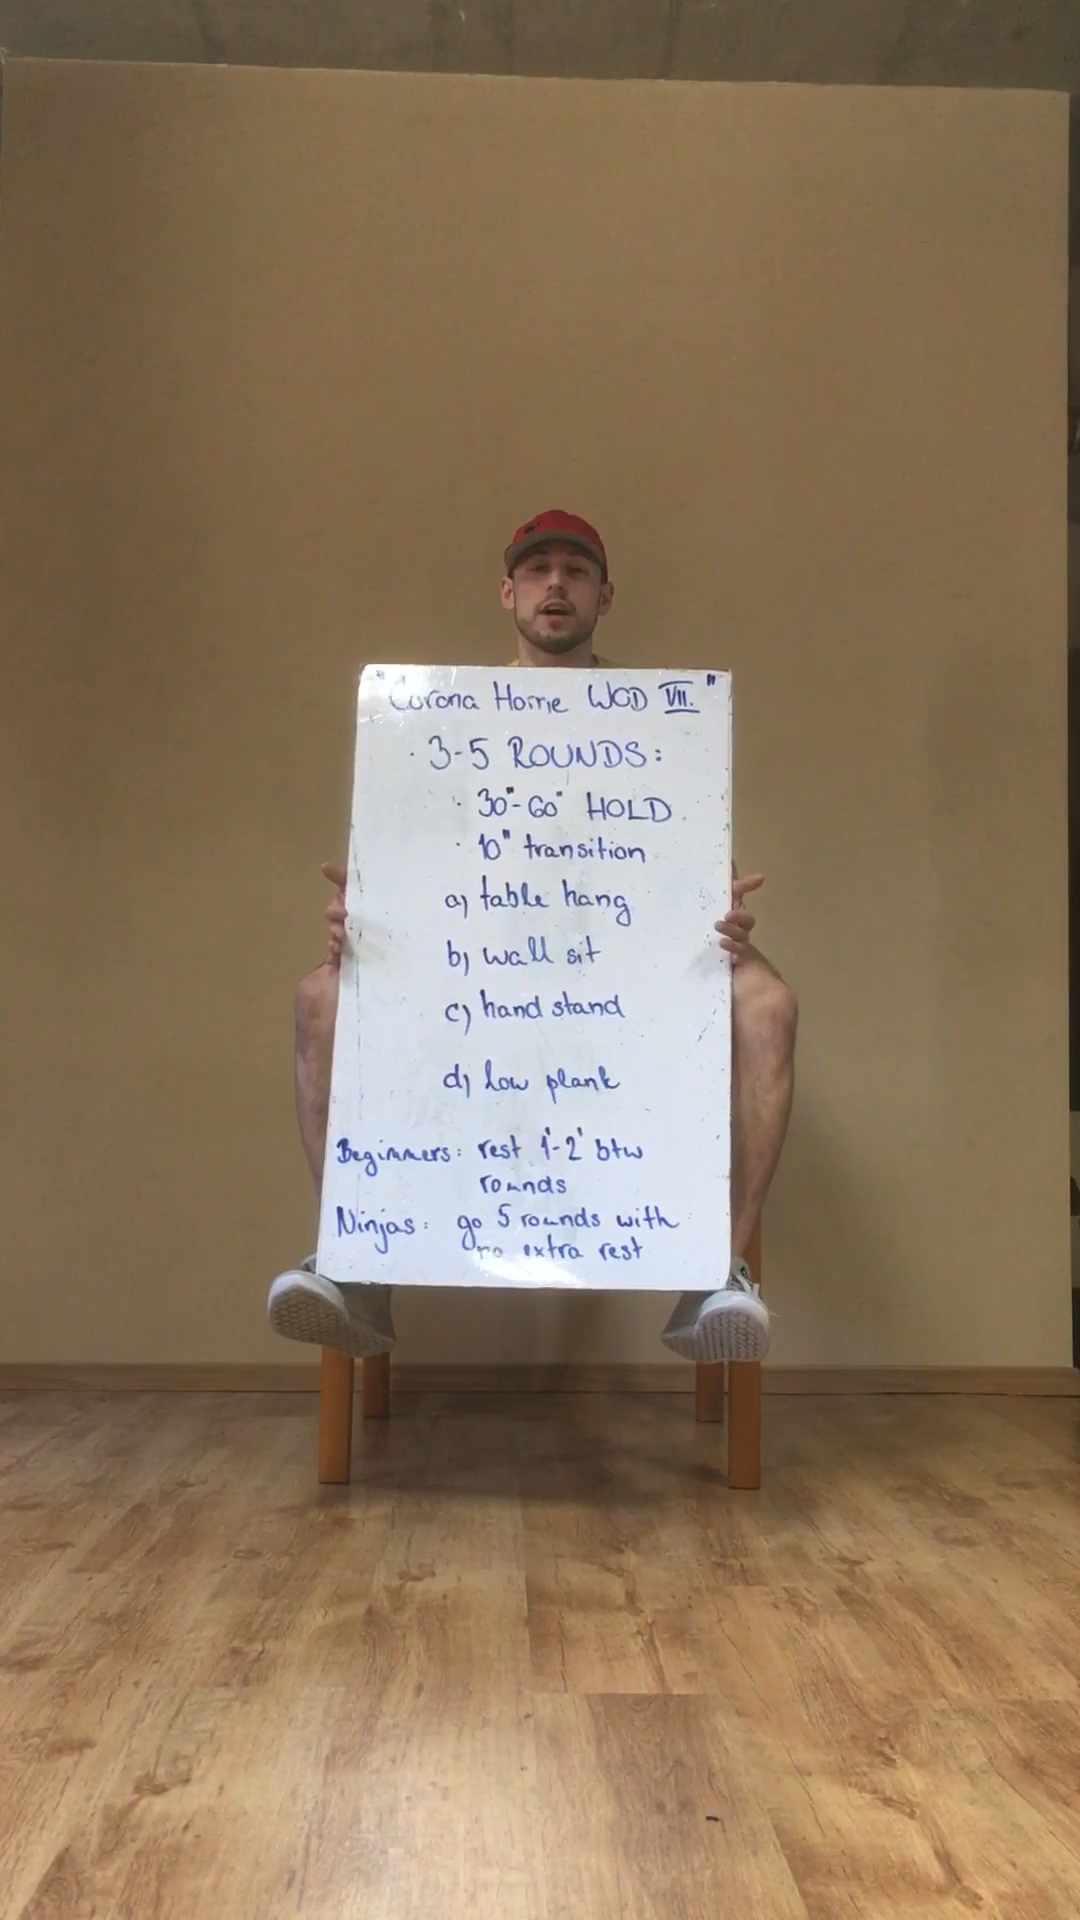 "Corona Home WOD VII."
· 3-5 ROUNDS:
· 30"-60" HOLD
· 10" transition
a) table hang
b) wall sit
c) hand stand
d) low plank
Beginners: rest 1'-2' btw
rounds
Ninjas: go 5 rounds with
no extra rest